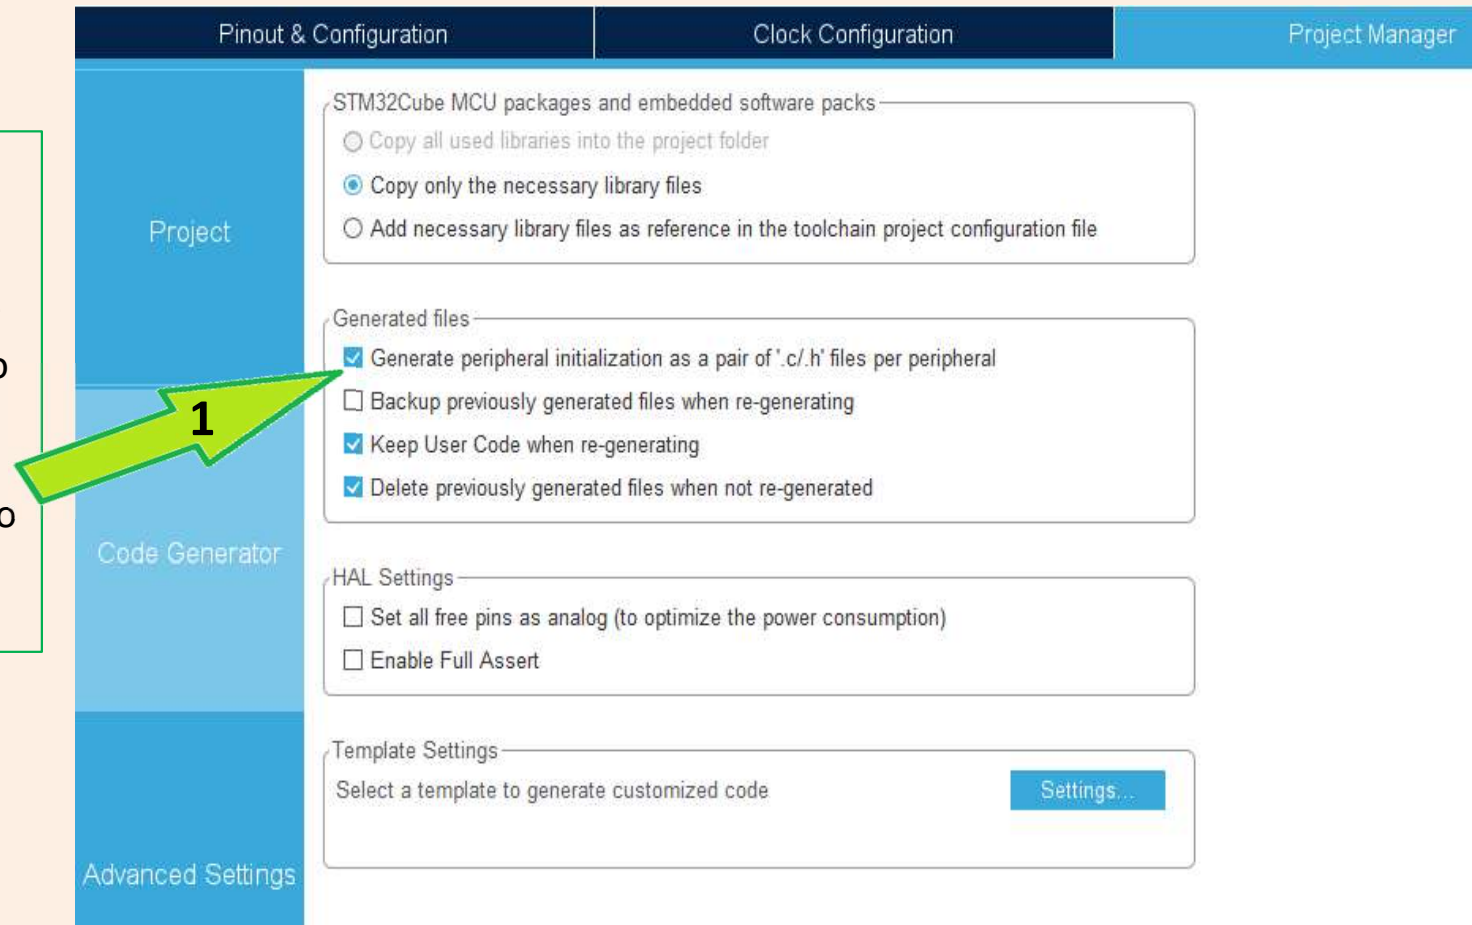 Pinout & Configuration
Clock Configuration
Project Manager
Project
Code Generator
Advanced Settings
STM32Cube MCU packages and embedded software packs
Copy all used libraries into the project folder
Copy only the necessary library files
Add necessary library files as reference in the toolchain project configuration file
Generated files
Generate peripheral initialization as a pair of '.c/.h' files per peripheral
Backup previously generated files when re-generating
Keep User Code when re-generating
Delete previously generated files when not re-generated
1
HAL Settings
Set all free pins as analog (to optimize the power consumption)
Enable Full Assert
Template Settings
Select a template to generate customized code
Settings...